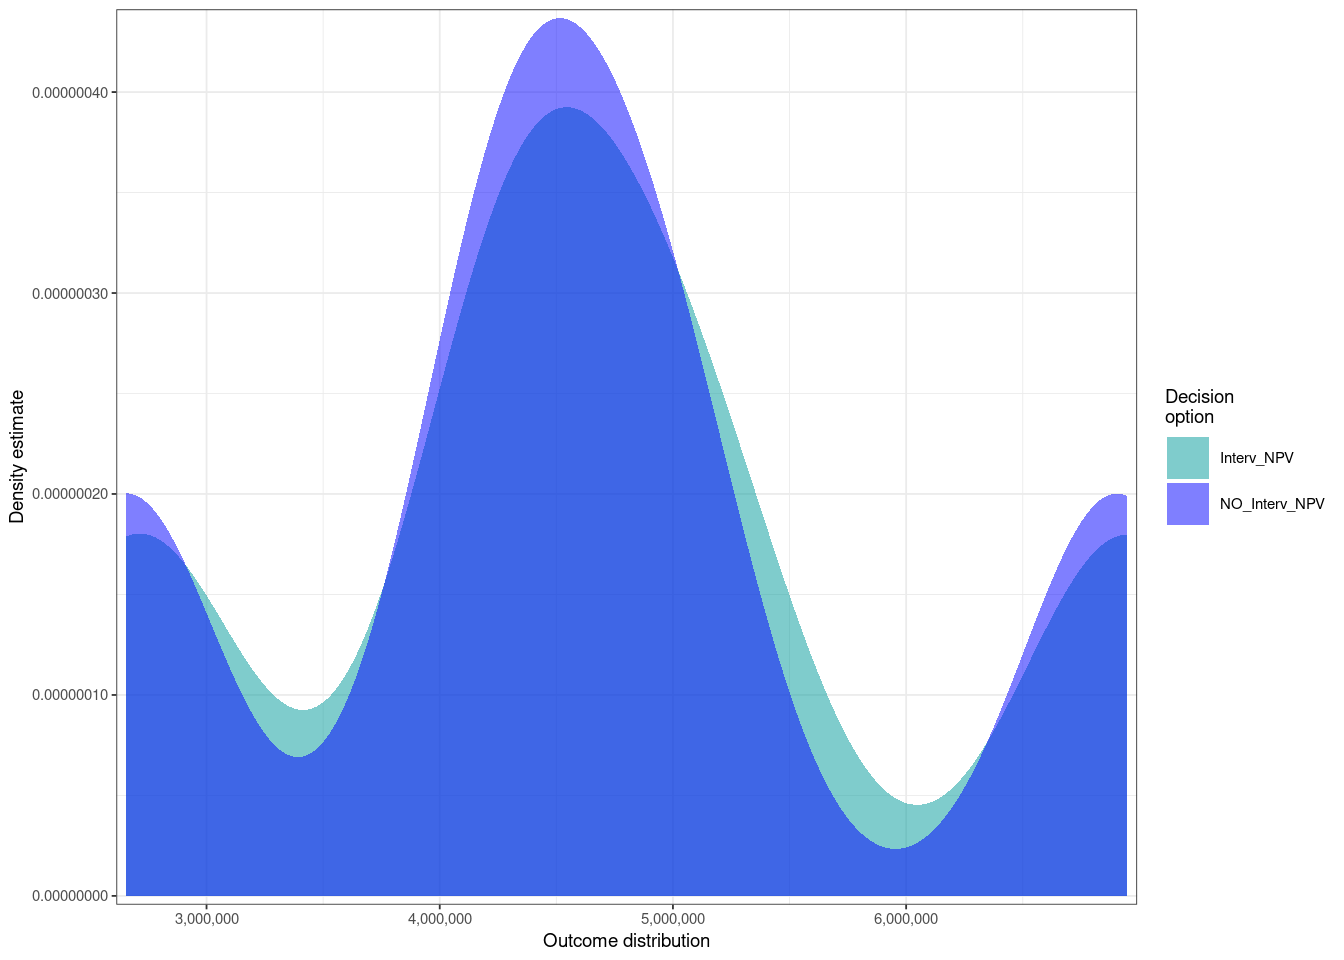 0.00000040
0.00000030
0.00000020
0.00000010
0.00000000
Density estimate
3,000,000
4,000,000
5,000,000
6,000,000
Outcome distribution
Decision
option
Interv_NPV
NO_Interv_NPV